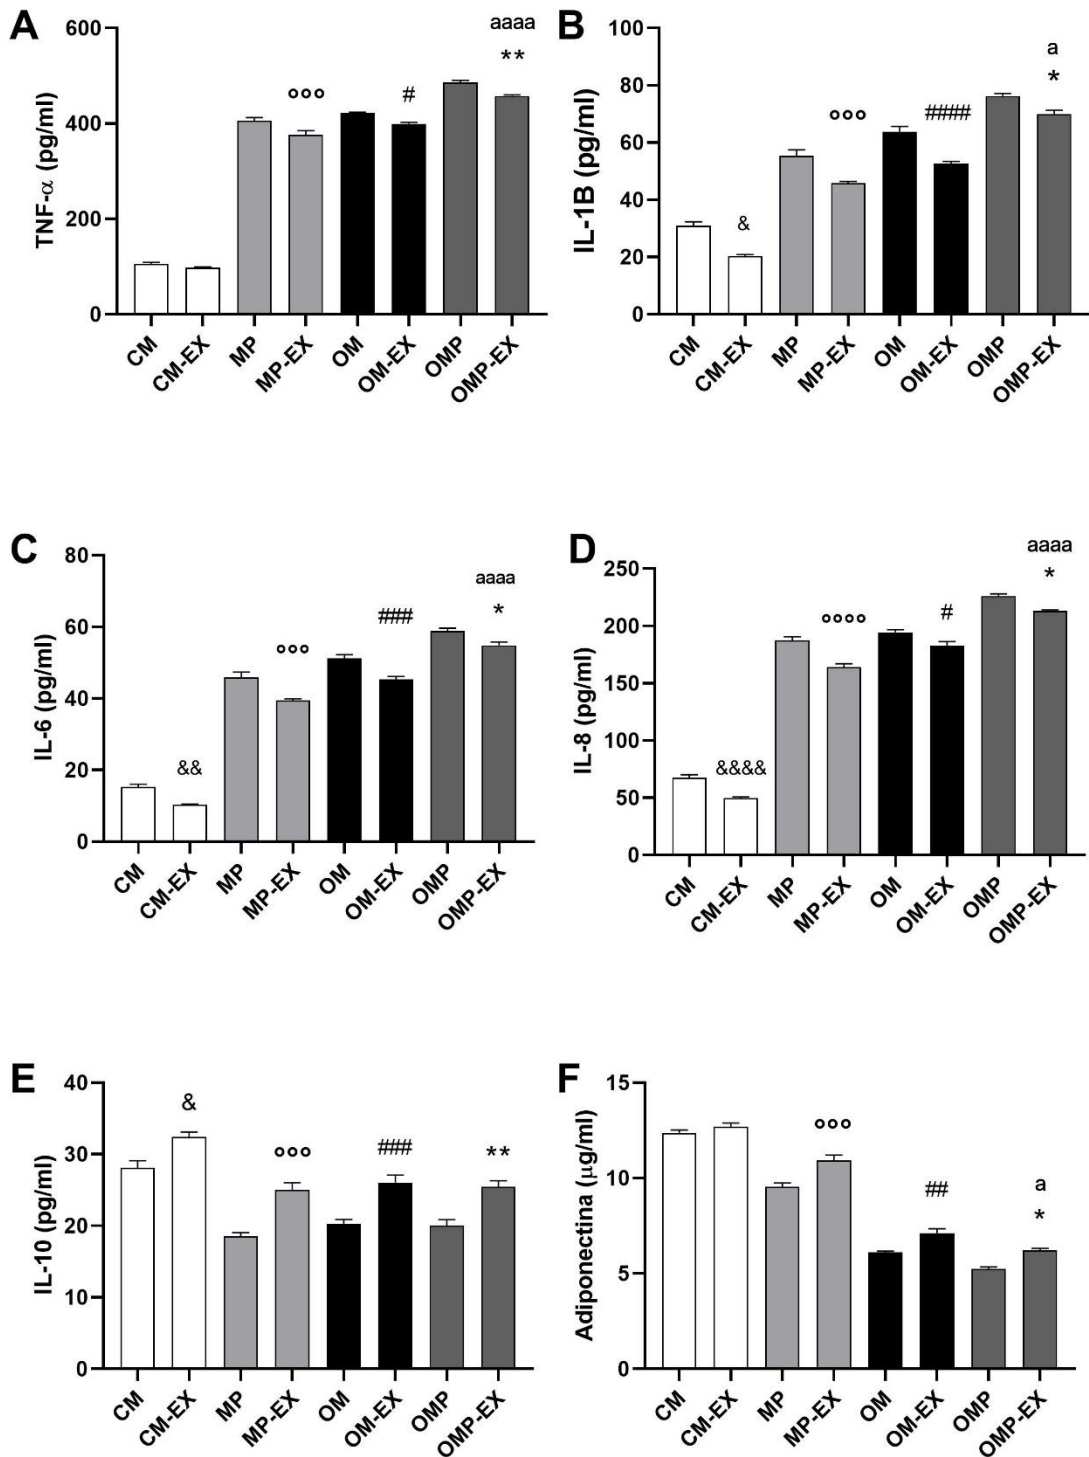 A
TNF-α (pg/ml)
600
400
200
0
°°°
#
aaaa
**
CM
CM-EX
MP
MP-EX
OM
OM-EX
OMP
OMP-EX
B
IL-1B (pg/ml)
100
80
60
40
20
0
&
°°°
####
a
*
CM
CM-EX
MP
MP-EX
OM
OM-EX
OMP
OMP-EX
C
IL-6 (pg/ml)
80
60
40
20
0
&&
°°°
###
aaaa
*
CM
CM-EX
MP
MP-EX
OM
OM-EX
OMP
OMP-EX
D
IL-8 (pg/ml)
250
200
150
100
50
0
&&&&
°°°°
#
aaaa
*
CM
CM-EX
MP
MP-EX
OM
OM-EX
OMP
OMP-EX
E
IL-10 (pg/ml)
40
30
20
10
0
&
°°°
###
**
CM
CM-EX
MP
MP-EX
OM
OM-EX
OMP
OMP-EX
F
Adiponectina (μg/ml)
15
10
5
0
°°°
##
a
*
CM
CM-EX
MP
MP-EX
OM
OM-EX
OMP
OMP-EX